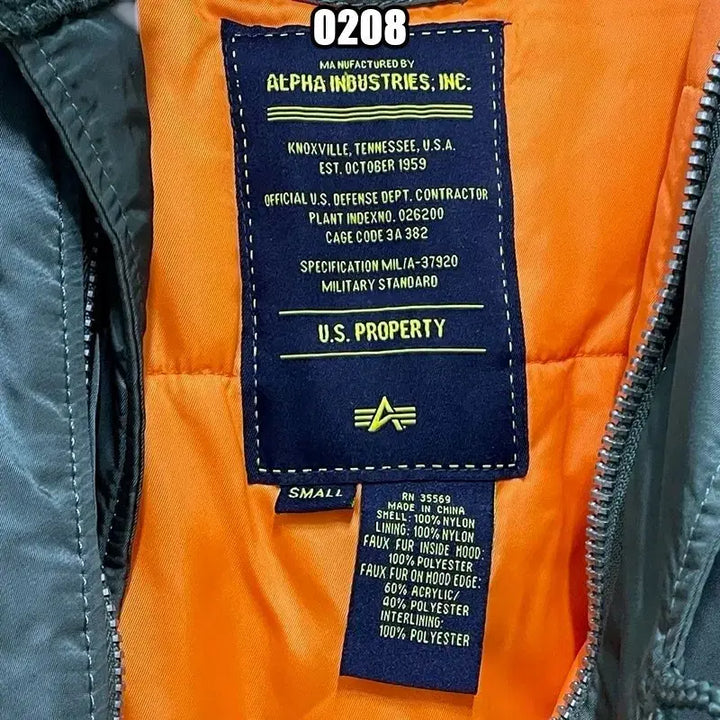 0208
MANUFACTURED BY
ALPHA INDUSTRIES, INC.
KNOXVILLE, TENNESSEE, U.S.A.
EST. OCTOBER 1959
OFFICIAL U.S. DEFENSE DEPT. CONTRACTOR
PLANT INDEXNO. 026200
CAGE CODE 3A 382
SPECIFICATION MIL/A-37920
MILITARY STANDARD
U.S. PROPERTY
SMALL
RN 35569
MADE IN CHINA
SHELL: 100% NYLON
LINING: 100% NYLON
FAUX FUR INSIDE HOOD:
100% POLYESTER
FAUX FUR ON HOOD EDGE:
60% ACRYLIC/
40% POLYESTER
INTERLINING:
100% POLYESTER